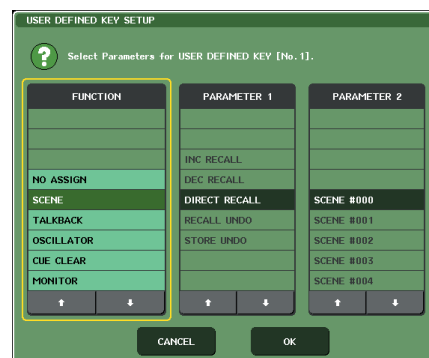 USER DEFINED KEY SETUP
?
Select Parameters for USER DEFINED KEY [No.1].
FUNCTION
NO ASSIGN
SCENE
TALKBACK
OSCILLATOR
CUE CLEAR
MONITOR
PARAMETER 1
INC RECALL
DEC RECALL
DIRECT RECALL
RECALL UNDO
STORE UNDO
PARAMETER 2
SCENE #000
SCENE #001
SCENE #002
SCENE #003
SCENE #004
CANCEL
OK